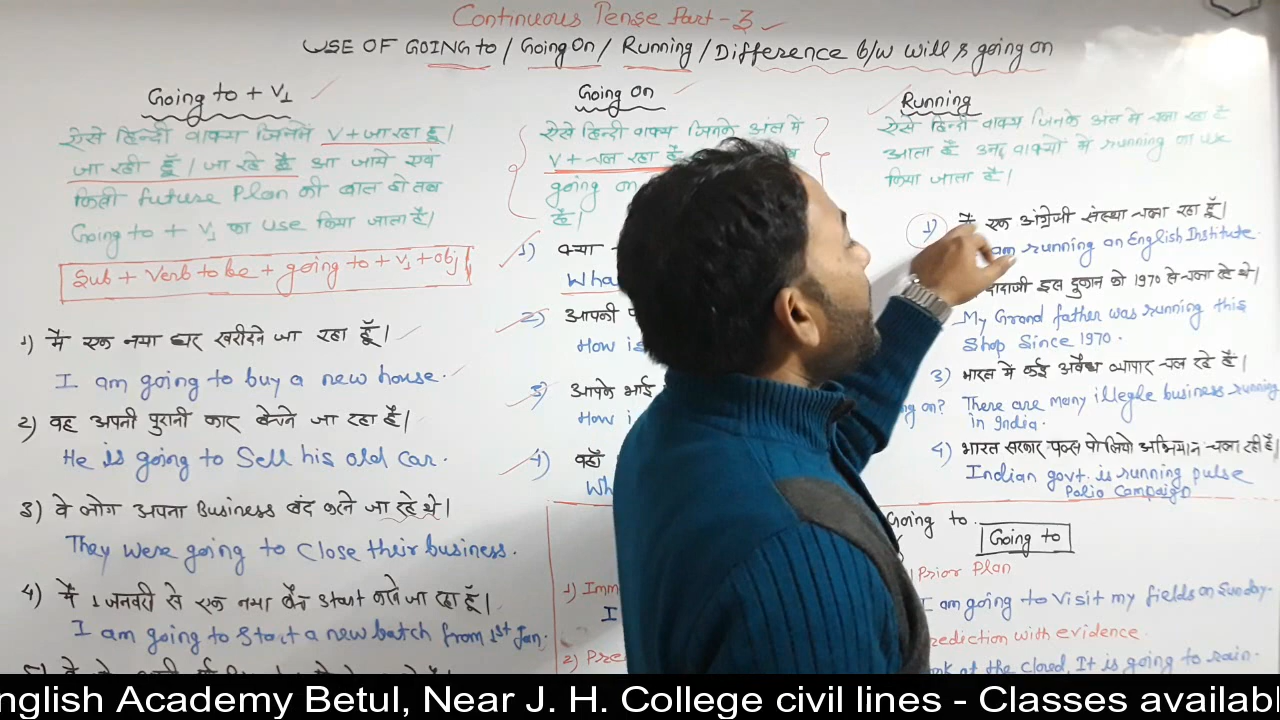 Continuous Tense Part-3
USE OF GOING to / Going On / Running / Difference b/w will & going on
Going to + V1
ऐसे हिन्दी वाक्य जिनमें V+जा रहा हूँ।
जा रही हूँ। जा रहे है आ जाये एवं
किसी future Plan की बात हो तब
Going to + V1 का use किया जाता है।
Sub + Verb to be + going to + V1 + obj
1) मै एक नया घर खरीदने जा रहा हूँ।
I am going to buy a new house.
2) वह अपनी पुरानी कार बेचने जा रहा है।
He is going to Sell his old car.
3) वे लोग अपना Business बंद करने जा रहे थे।
They were going to close their business.
4) मैं 1 जनवरी से एक नया बैच start करने जा रहा हूँ।
I am going to start a new batch from 1st Jan.
Going on
ऐसे हिन्दी वाक्य जिनके अंत में
V+चल रहा है
going on
है।
1) क्या
2) आपकी
How is
3) आपके भाई
How i
going on?
4) वहाँ
Running
ऐसे हिन्दी वाक्य जिनके अंत में चला रहा है
आता है उन वाक्यों में running का use
किया जाता है।
1) मै एक अंग्रेजी संस्था चला रहा हूँ।
am running an English Institute.
दादाजी इस दुकान को 1970 से चला रहे थे।
My Grand father was running this
Shop Since 1970.
3) भारत में कई अवैध व्यापार चल रहे है।
There are many illegle business running
in India.
4) भारत सरकार पल्स पोलियो अभियान चला रही है।
Indian govt. is running pulse
Polio Campaign
Going to.
Going to
1) Imm
I
Prior Plan
I am going to visit my fields on Sunday.
2) Pre
rediction with evidence.
at the cloud. It is going to rain.
nglish Academy Betul, Near J. H. College civil lines - Classes availabl